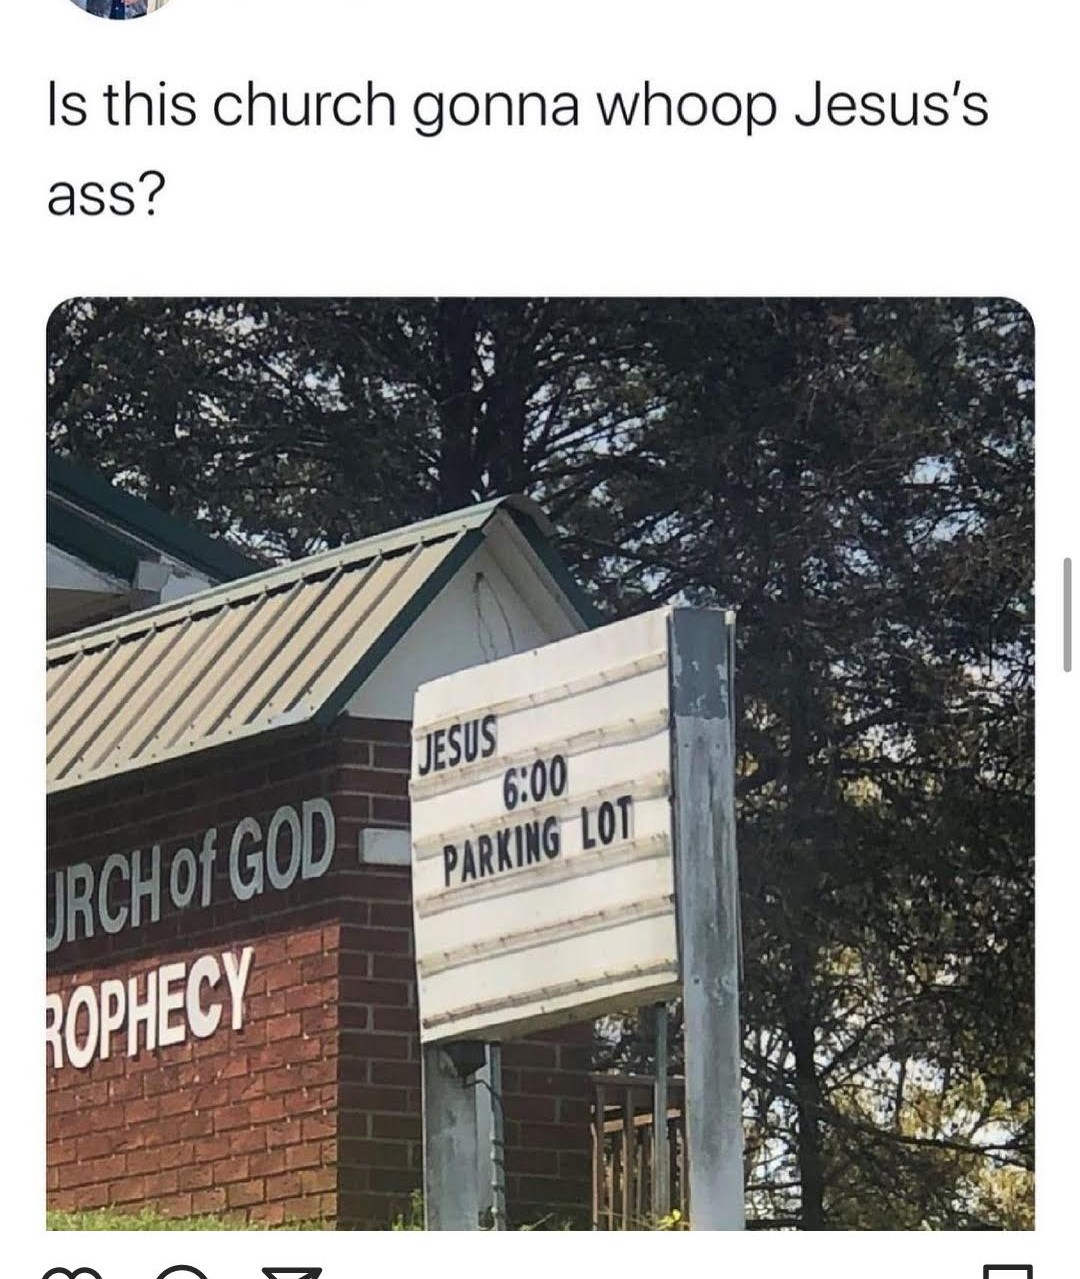 Is this church gonna whoop Jesus's
ass?
JESUS
6:00
PARKING LOT
URCH of GOD
ROPHECY